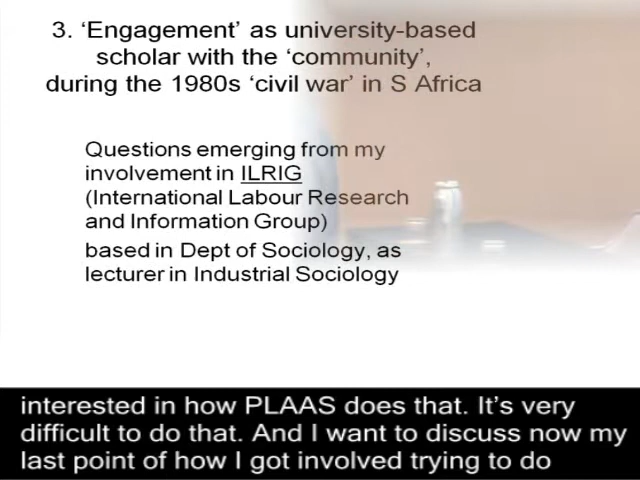 3. ‘Engagement’ as university-based
scholar with the ‘community’,
during the 1980s ‘civil war’ in S Africa
Questions emerging from my
involvement in ILRIG
(International Labour Research
and Information Group)
based in Dept of Sociology, as
lecturer in Industrial Sociology
interested in how PLAAS does that. It’s very
difficult to do that. And I want to discuss now my
last point of how I got involved trying to do